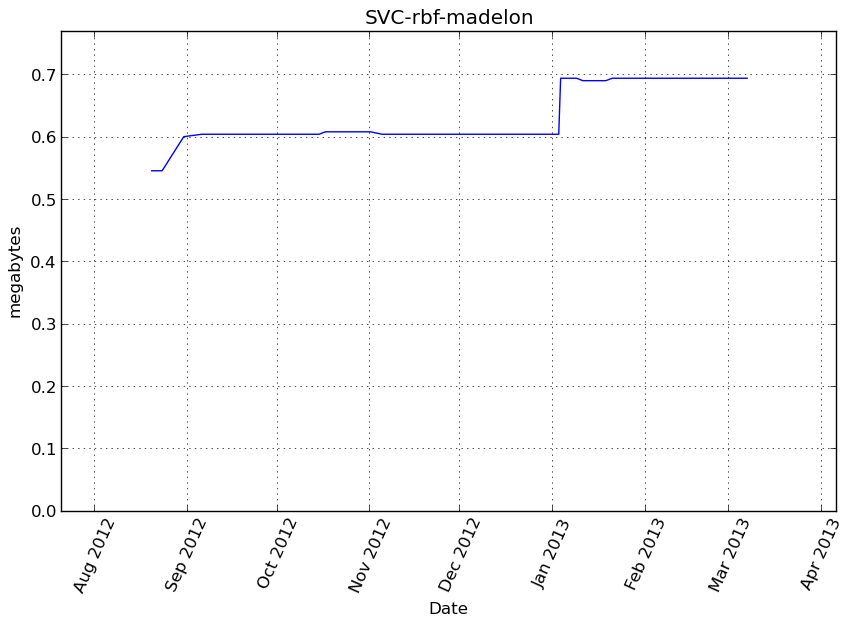 SVC-rbf-madelon
0.7
0.6
0.5
0.4
0.3
0.2
0.1
0.0
megabytes
Aug 2012
Sep 2012
Oct 2012
Nov 2012
Dec 2012
Jan 2013
Feb 2013
Mar 2013
Apr 2013
Date